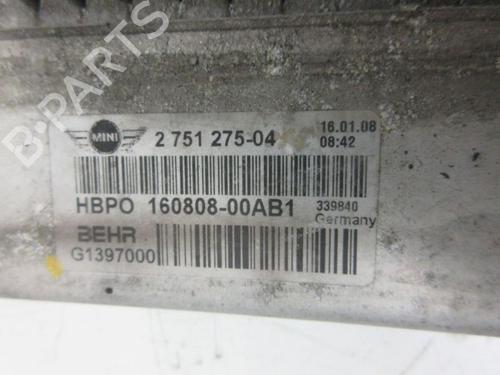 MINI
2 751 275-04
16.01.08
08:42
HBPO 160808-00AB1
339840
Germany
BEHR
G1397000
B-PARTS